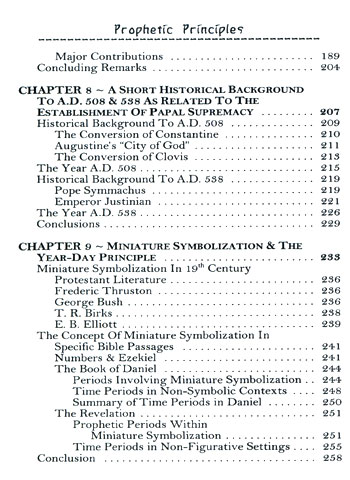 Prophetic Principles
Major Contributions . . . . . . . . . . . . . . . . . . . . 189
Concluding Remarks . . . . . . . . . . . . . . . . . . . . 204
CHAPTER 8 ~ A SHORT HISTORICAL BACKGROUND
TO A.D. 508 & 538 AS RELATED TO THE
ESTABLISHMENT OF PAPAL SUPREMACY . . . . . . . . 207
Historical Background To A.D. 508 . . . . . . . . . . 209
The Conversion of Constantine . . . . . . . . . . 210
Augustine's "City of God" . . . . . . . . . . . . . . 211
The Conversion of Clovis . . . . . . . . . . . . . . . 213
The Year A.D. 508 . . . . . . . . . . . . . . . . . . . . . 215
Historical Background To A.D. 538 . . . . . . . . . . 219
Pope Symmachus . . . . . . . . . . . . . . . . . . . . . 219
Emperor Justinian . . . . . . . . . . . . . . . . . . . . 221
The Year A.D. 538 . . . . . . . . . . . . . . . . . . . . . 226
Conclusions . . . . . . . . . . . . . . . . . . . . . . . . . 229
CHAPTER 9 ~ MINIATURE SYMBOLIZATION & THE
YEAR-DAY PRINCIPLE . . . . . . . . . . . . . . . . . . . 233
Miniature Symbolization In 19th Century
Protestant Literature . . . . . . . . . . . . . . . . . . 236
Frederic Thruston . . . . . . . . . . . . . . . . . . . . 236
George Bush . . . . . . . . . . . . . . . . . . . . . . . . 236
T. R. Birks . . . . . . . . . . . . . . . . . . . . . . . . . 238
E. B. Elliott . . . . . . . . . . . . . . . . . . . . . . . . 239
The Concept Of Miniature Symbolization In
Specific Bible Passages . . . . . . . . . . . . . . . . 241
Numbers & Ezekiel . . . . . . . . . . . . . . . . . . . 241
The Book of Daniel . . . . . . . . . . . . . . . . . . . 244
Periods Involving Miniature Symbolization . . 244
Time Periods in Non-Symbolic Contexts . . . . 248
Summary of Time Periods in Daniel . . . . . . . 250
The Revelation . . . . . . . . . . . . . . . . . . . . . . 251
Prophetic Periods Within
Miniature Symbolization . . . . . . . . . . . . . 251
Time Periods in Non-Figurative Settings . . . . 255
Conclusion . . . . . . . . . . . . . . . . . . . . . . . . . . 258